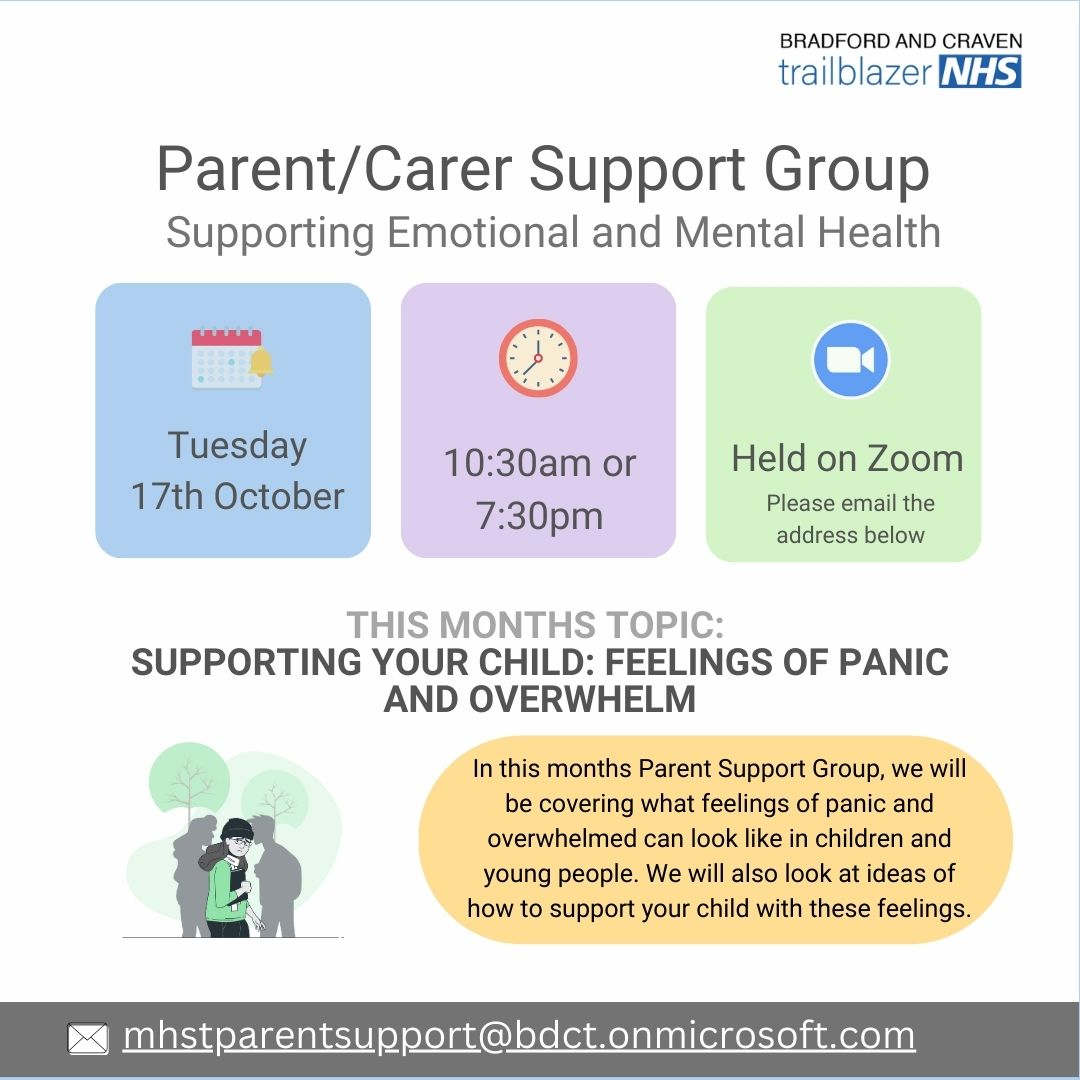 BRADFORD AND CRAVEN
trailblazer NHS
Parent/Carer Support Group
Supporting Emotional and Mental Health
Tuesday
17th October
10:30am or
7:30pm
Held on Zoom
Please email the
address below
THIS MONTHS TOPIC:
SUPPORTING YOUR CHILD: FEELINGS OF PANIC
AND OVERWHELM
In this months Parent Support Group, we will
be covering what feelings of panic and
overwhelmed can look like in children and
young people. We will also look at ideas of
how to support your child with these feelings.
mhstparentsupport@bdct.onmicrosoft.com